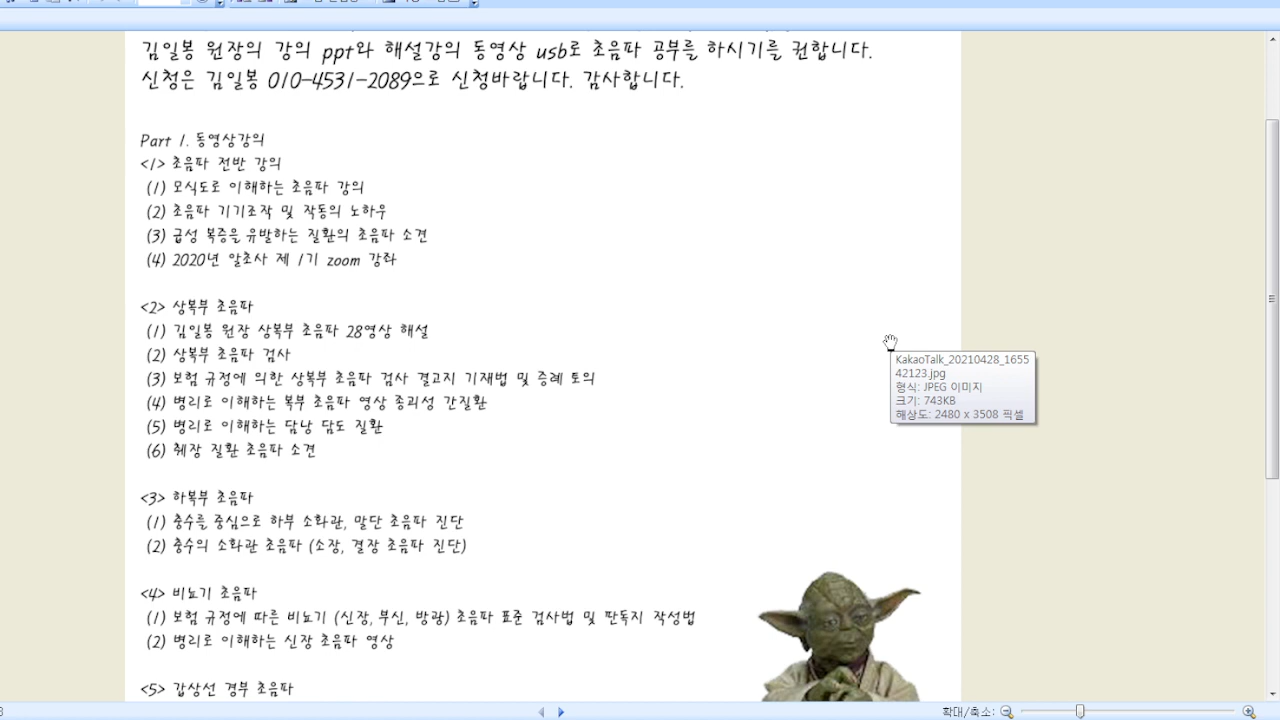 김일봉 원장의 강의 ppt와 해설강의 동영상 usb로 초음파 공부를 하시기를 권합니다.
신청은 김일봉 010-4531-2089으로 신청바랍니다. 감사합니다.
Part 1. 동영상강의
<1> 초음파 전반 강의
(1) 모식도로 이해하는 초음파 강의
(2) 초음파 기기조작 및 작동의 노하우
(3) 급성 복증을 유발하는 질환의 초음파 소견
(4) 2020년 알초사 제 1기 zoom 강좌
<2> 상복부 초음파
(1) 김일봉 원장 상복부 초음파 28영상 해설
(2) 상복부 초음파 검사
(3) 보험 규정에 의한 상복부 초음파 검사 결고지 기재법 및 증례 토의
(4) 병리로 이해하는 복부 초음파 영상 종괴성 간질환
(5) 병리로 이해하는 담낭 담도 질환
(6) 췌장 질환 초음파 소견
<3> 하복부 초음파
(1) 충수를 중심으로 하부 소화관, 말단 초음파 진단
(2) 충수의 소화관 초음파 (소장, 결장 초음파 진단)
<4> 비뇨기 초음파
(1) 보험 규정에 따른 비뇨기 (신장, 부신, 방광) 초음파 표준 검사법 및 판독지 작성법
(2) 병리로 이해하는 신장 초음파 영상
<5> 갑상선 경부 초음파
KakaoTalk_20210428_1655
42123.jpg
형식: JPEG 이미지
크기: 743KB
해상도: 2480 x 3508 픽셀
확대/축소: